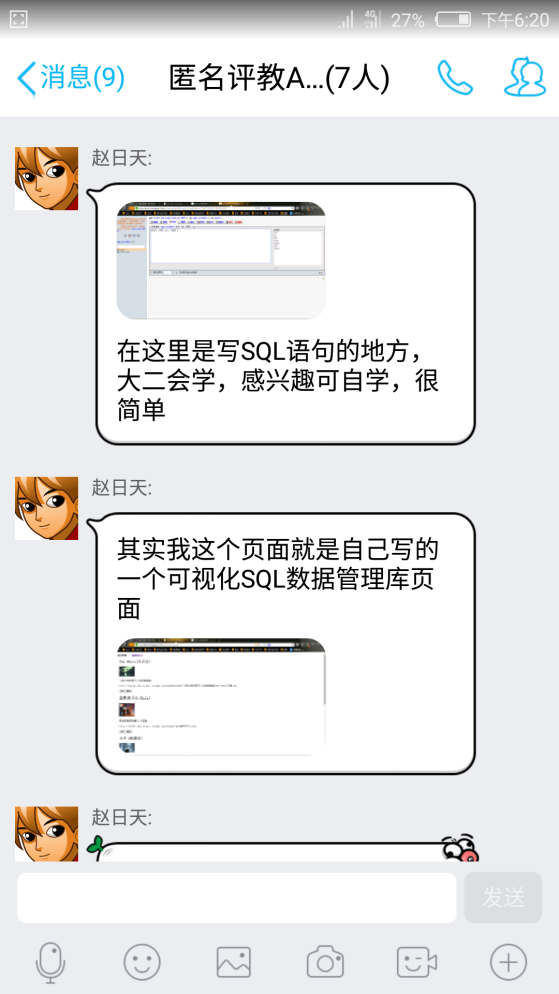 4G
27%
下午6:20
消息(9)
匿名评教A...(7人)
赵日天:
在这里是写SQL语句的地方，
大二会学，感兴趣可自学，很
简单
赵日天:
其实我这个页面就是自己写的
一个可视化SQL数据管理库页
面
赵日天:
发送